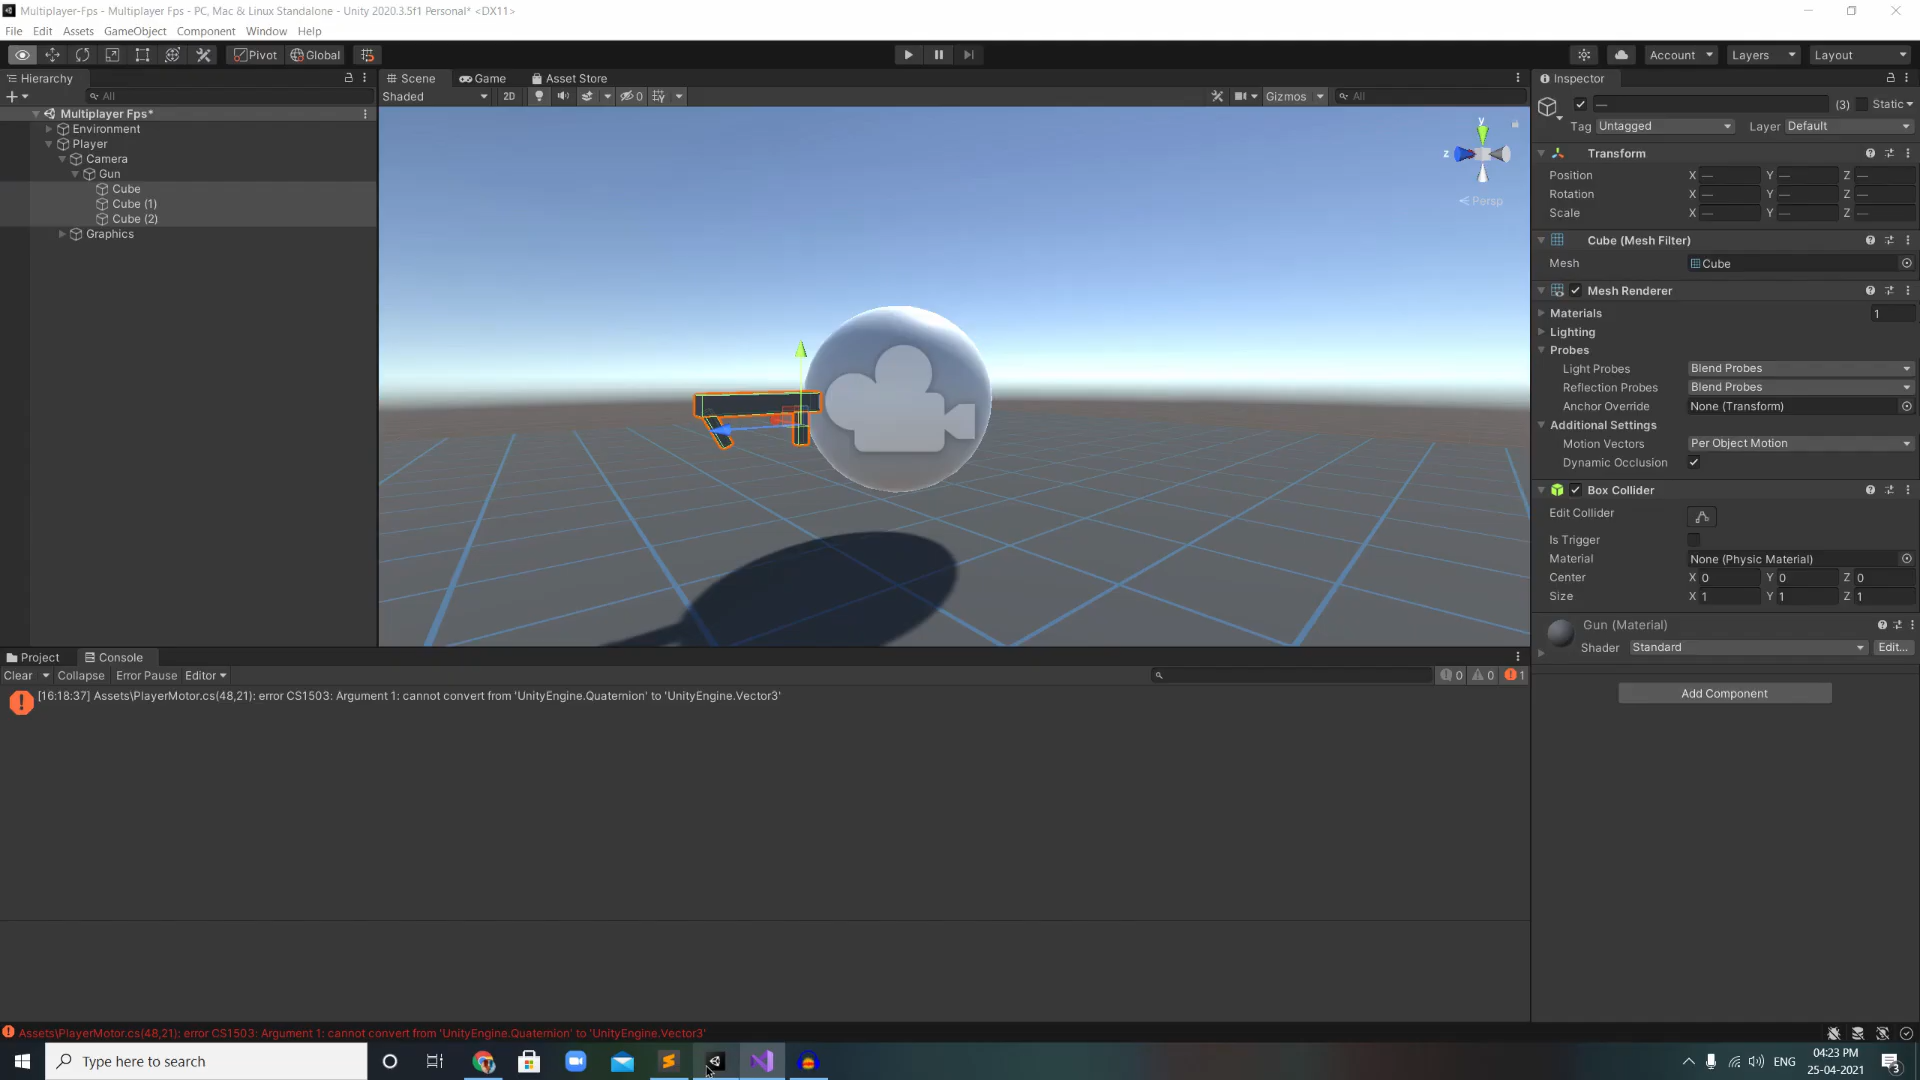 Multiplayer-Fps - Multiplayer Fps - PC, Mac & Linux Standalone - Unity 2020.3.5f1 Personal* <DX11>
File Edit Assets GameObject Component Window Help
Pivot Global Account Layers Layout
Hierarchy Scene Game Asset Store Inspector
All Shaded 2D 0 Gizmos All — (3) Static
Multiplayer Fps*
Tag Untagged Layer Default
Environment
Player
Camera
Gun
Cube
Cube (1)
Cube (2)
Graphics
y
z
Persp
Transform
Position X — Y — Z —
Rotation X — Y — Z —
Scale X — Y — Z —
Cube (Mesh Filter)
Mesh Cube
Mesh Renderer
Materials 1
Lighting
Probes
Light Probes Blend Probes
Reflection Probes Blend Probes
Anchor Override None (Transform)
Additional Settings
Motion Vectors Per Object Motion
Dynamic Occlusion
Box Collider
Edit Collider
Is Trigger
Material None (Physic Material)
Center X 0 Y 0 Z 0
Size X 1 Y 1 Z 1
Gun (Material)
Shader Standard Edit...
Add Component
Project Console
Clear Collapse Error Pause Editor 0 0 1
[16:18:37] Assets\PlayerMotor.cs(48,21): error CS1503: Argument 1: cannot convert from 'UnityEngine.Quaternion' to 'UnityEngine.Vector3'
Assets\PlayerMotor.cs(48,21): error CS1503: Argument 1: cannot convert from 'UnityEngine.Quaternion' to 'UnityEngine.Vector3'
Type here to search
ENG
04:23 PM
25-04-2021
3